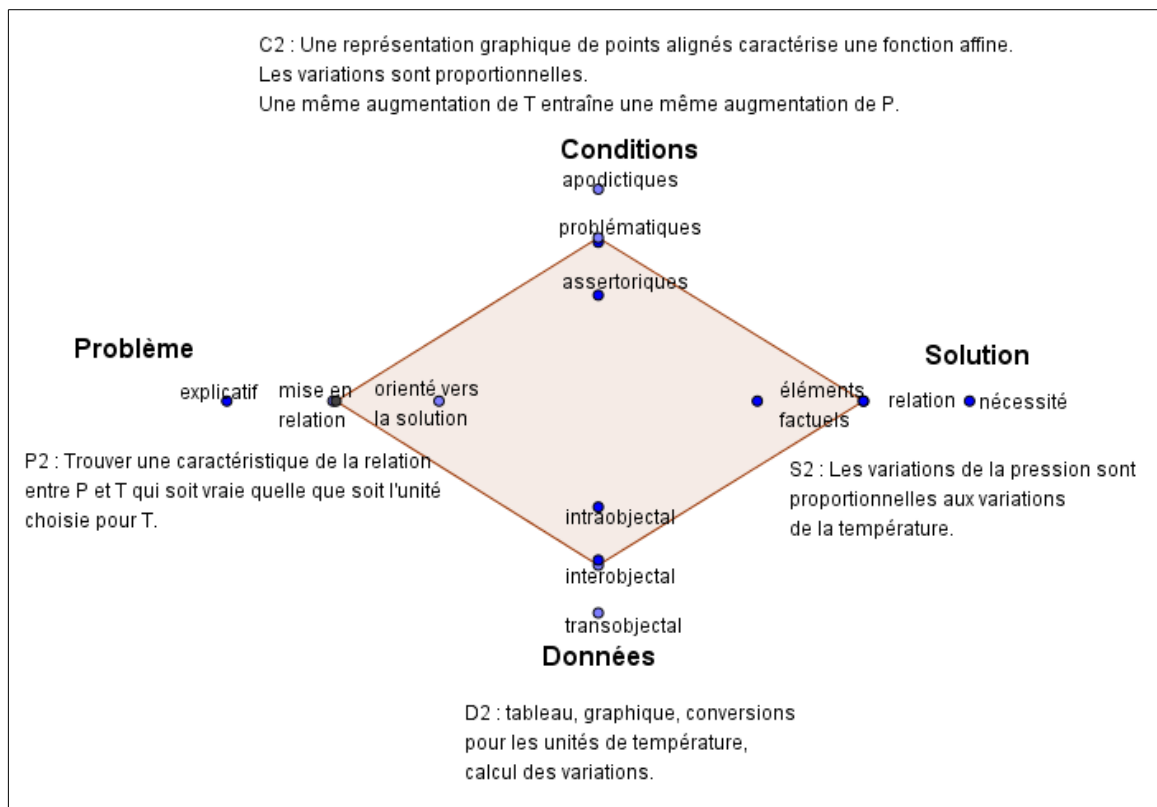 C2 : Une représentation graphique de points alignés caractérise une fonction affine.
Les variations sont proportionnelles.
Une même augmentation de T entraîne une même augmentation de P.
Conditions
apodictiques
problématiques
assertoriques
Problème
Solution
explicatif
mise en
relation
orienté vers
la solution
éléments
factuels
relation
nécessité
P2 : Trouver une caractéristique de la relation
entre P et T qui soit vraie quelle que soit l'unité
choisie pour T.
S2 : Les variations de la pression sont
proportionnelles aux variations
de la température.
intraobjectal
interobjectal
transobjectal
Données
D2 : tableau, graphique, conversions
pour les unités de température,
calcul des variations.